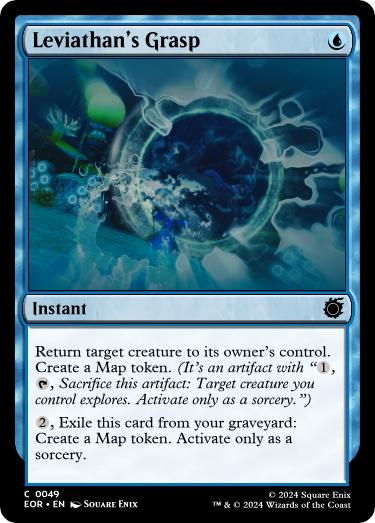 Leviathan's Grasp
Instant
Return target creature to its owner's control.
Create a Map token. (It's an artifact with “1,
T, Sacrifice this artifact: Target creature you
control explores. Activate only as a sorcery.”)
2, Exile this card from your graveyard:
Create a Map token. Activate only as a
sorcery.
C 0049
EOR • EN Square Enix
© 2024 Square Enix
™ & © 2024 Wizards of the Coast